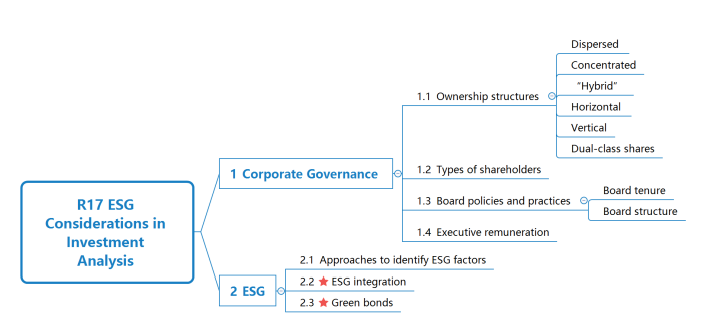 R17 ESG
Considerations in
Investment
Analysis
1 Corporate Governance
1.1 Ownership structures
Dispersed
Concentrated
“Hybrid”
Horizontal
Vertical
Dual-class shares
1.2 Types of shareholders
1.3 Board policies and practices
Board tenure
Board structure
1.4 Executive remuneration
2 ESG
2.1 Approaches to identify ESG factors
2.2 ESG integration
2.3 Green bonds